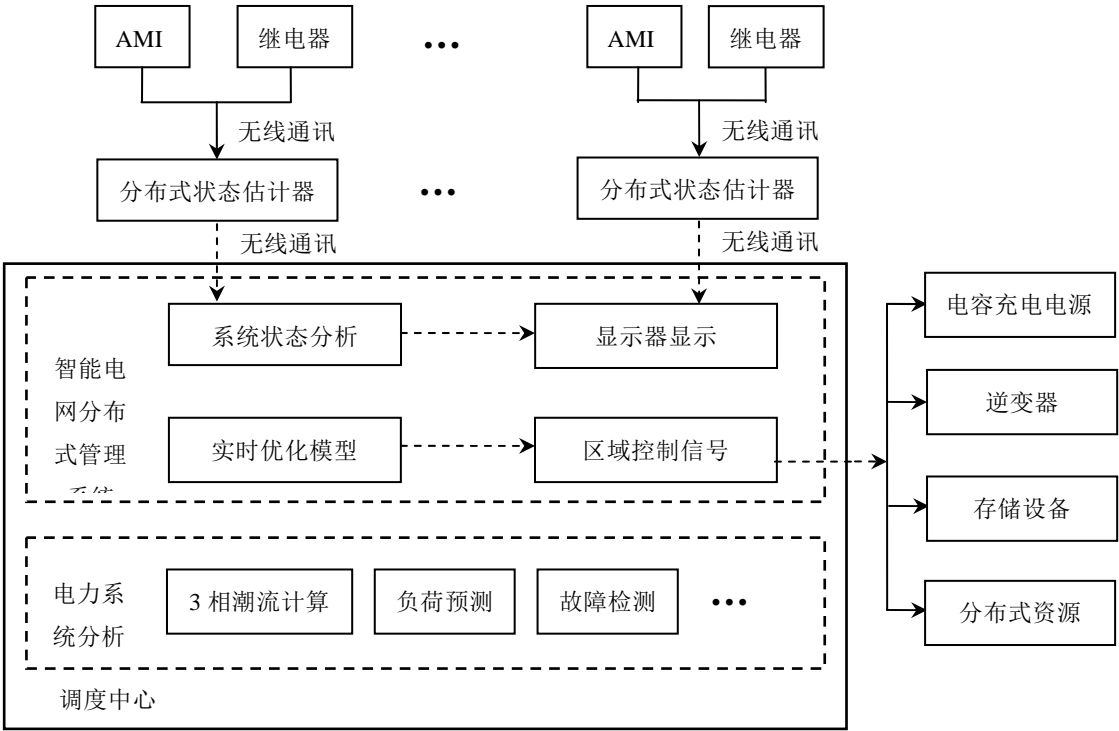 AMI
继电器
•••
AMI
继电器
无线通讯
无线通讯
分布式状态估计器
•••
分布式状态估计器
无线通讯
无线通讯
系统状态分析
显示器显示
电容充电电源
智能电
网分布
式管理
系统
逆变器
实时优化模型
区域控制信号
存储设备
电力系
统分析
3 相潮流计算
负荷预测
故障检测
•••
分布式资源
调度中心